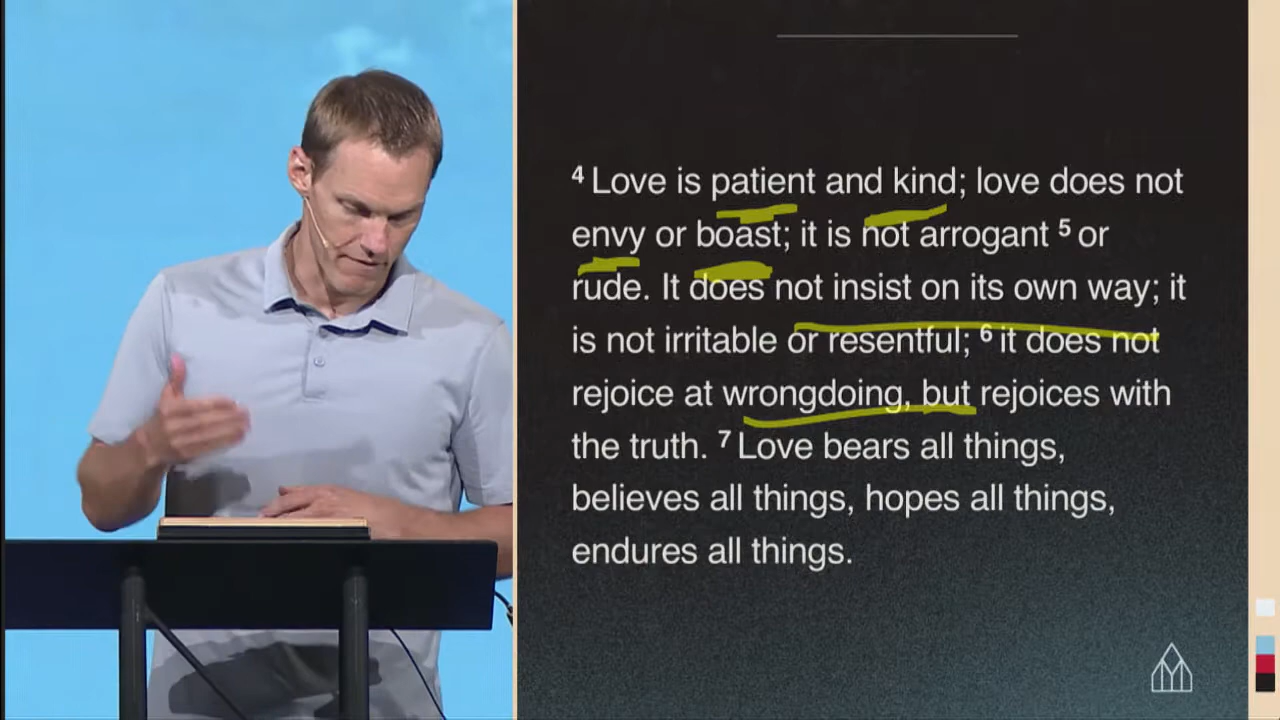 ⁴ Love is patient and kind; love does not
envy or boast; it is not arrogant ⁵ or
rude. It does not insist on its own way; it
is not irritable or resentful; ⁶ it does not
rejoice at wrongdoing, but rejoices with
the truth. ⁷ Love bears all things,
believes all things, hopes all things,
endures all things.